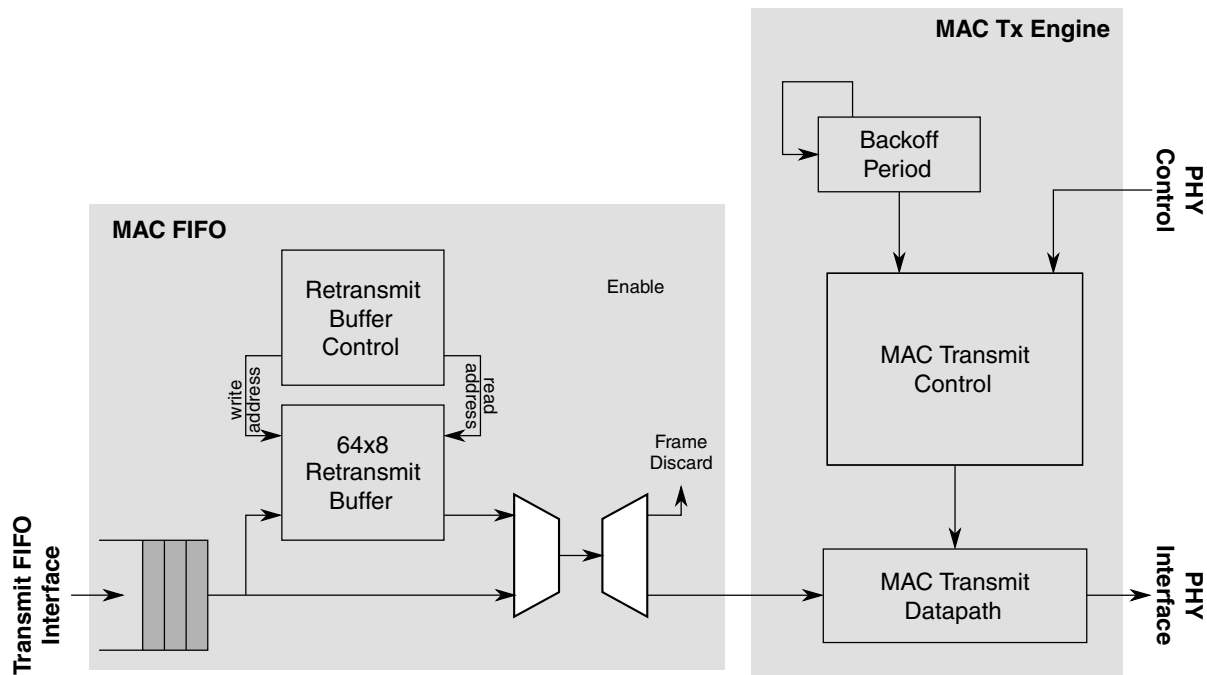 MAC Tx Engine
Backoff
Period
PHY
Control
MAC FIFO
Retransmit
Buffer
Control
Enable
MAC Transmit
Control
write
address
read
address
64x8
Retransmit
Buffer
Frame
Discard
Transmit FIFO
Interface
MAC Transmit
Datapath
PHY
Interface